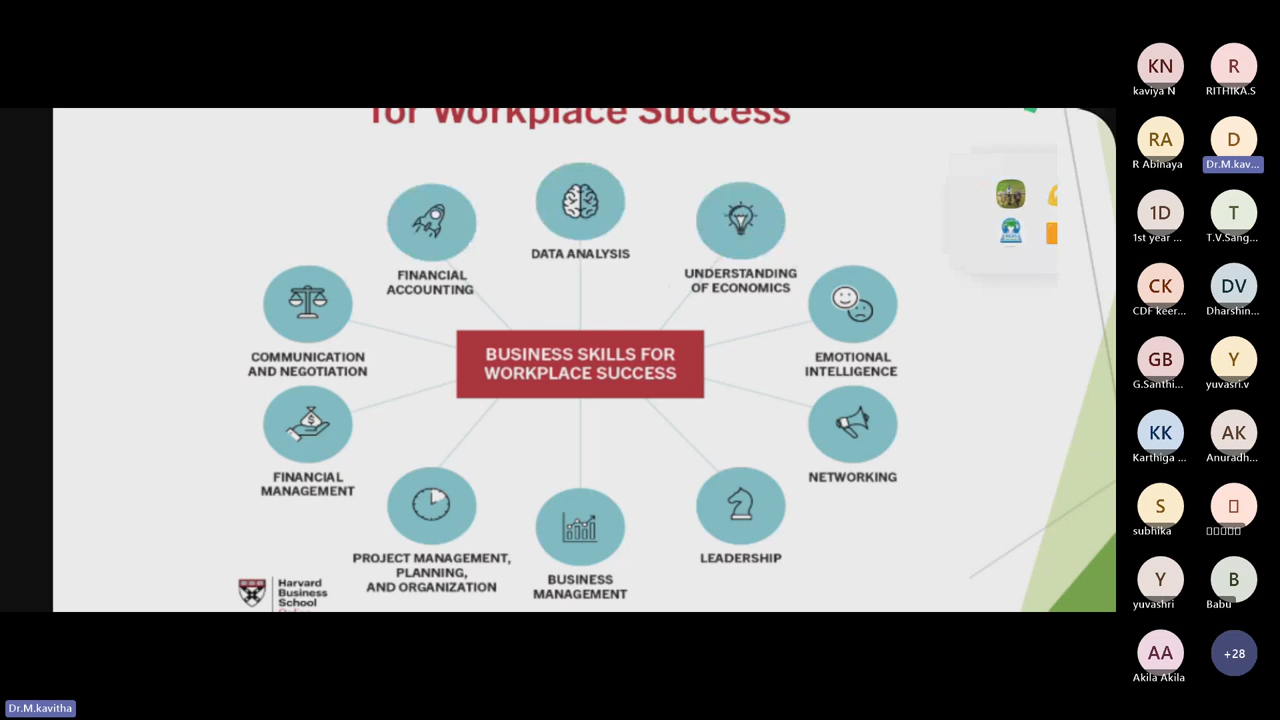 for Workplace Success
DATA ANALYSIS
FINANCIAL
ACCOUNTING
UNDERSTANDING
OF ECONOMICS
COMMUNICATION
AND NEGOTIATION
BUSINESS SKILLS FOR
WORKPLACE SUCCESS
EMOTIONAL
INTELLIGENCE
FINANCIAL
MANAGEMENT
NETWORKING
PROJECT MANAGEMENT,
PLANNING,
AND ORGANIZATION
BUSINESS
MANAGEMENT
LEADERSHIP
Harvard
Business
School
KN
kaviya N
R
RITHIKA.S
RA
R Abinaya
D
Dr.M.kav...
1D
1st year ...
T
T.V.Sang...
CK
CDF keer...
DV
Dharshin...
GB
G.Santhi...
Y
yuvasri.v
KK
Karthiga ...
AK
Anuradh...
S
subhika
Y
yuvashri
B
Babu
AA
Akila Akila
+28
Dr.M.kavitha